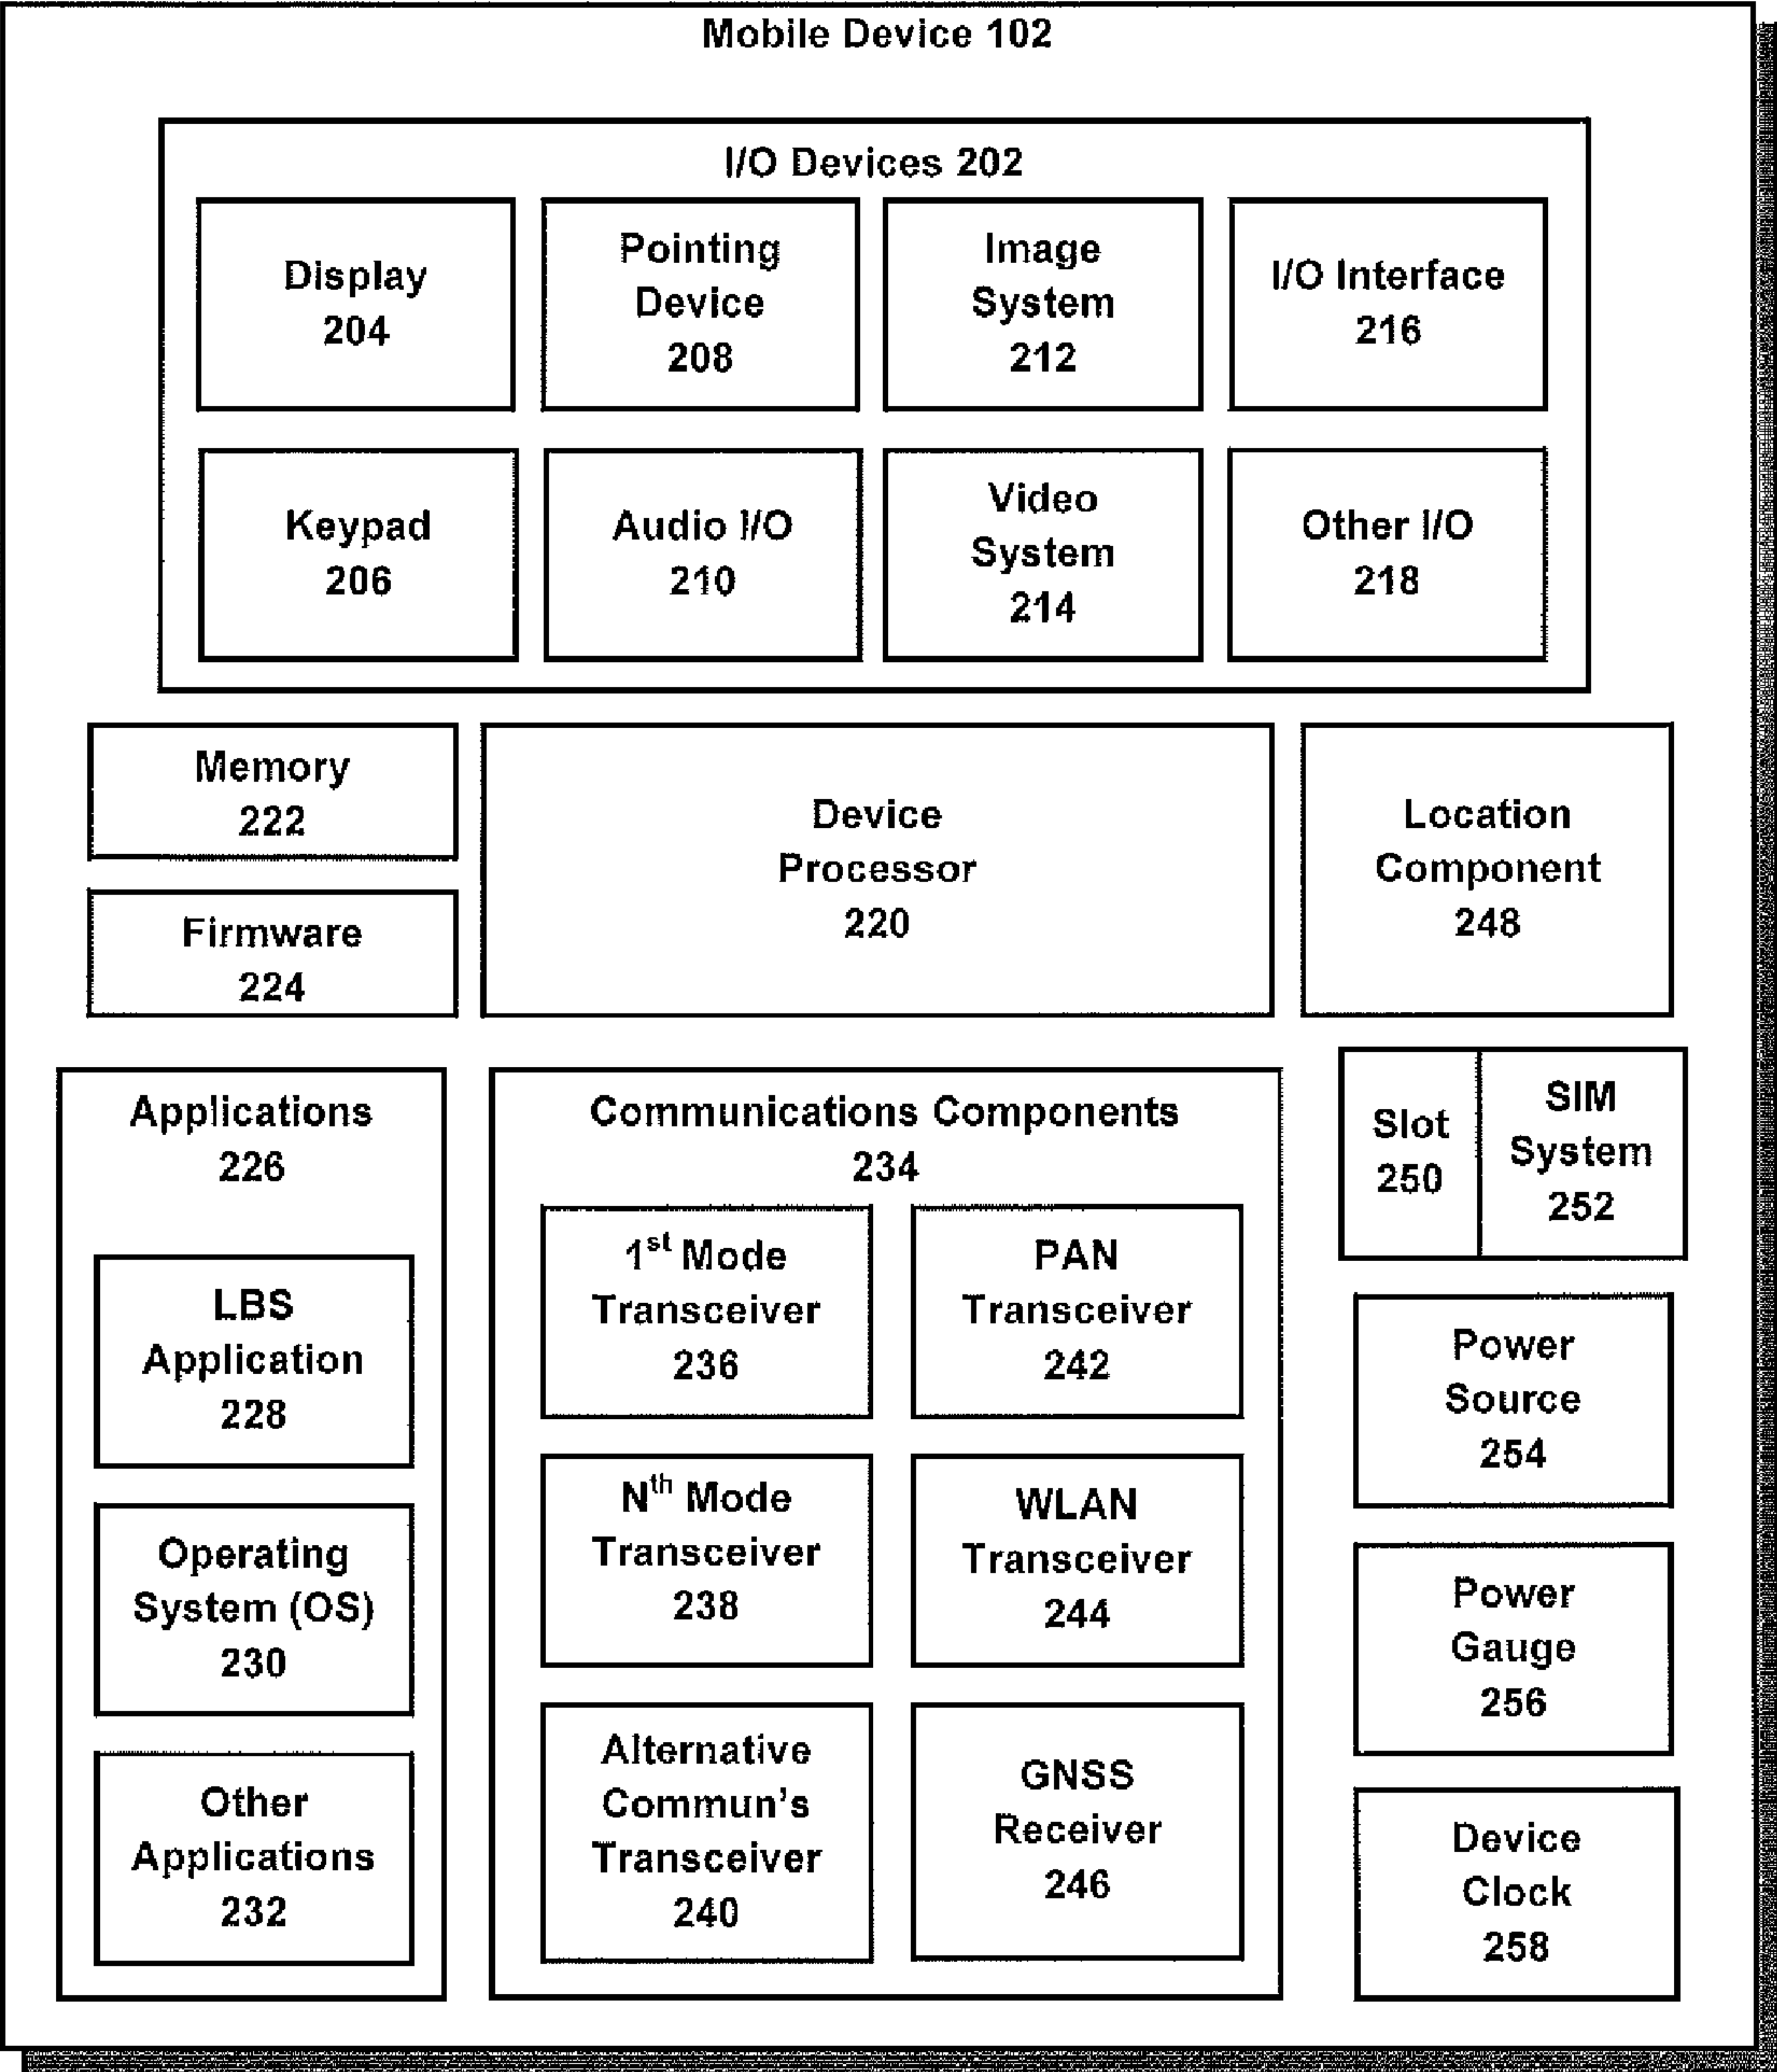 Mobile Device 102
I/O Devices 202
Display
204
Pointing
Device
208
Image
System
212
I/O Interface
216
Keypad
206
Audio I/O
210
Video
System
214
Other I/O
218
Memory
222
Firmware
224
Device
Processor
220
Location
Component
248
Applications
226
LBS
Application
228
Operating
System (OS)
230
Other
Applications
232
Communications Components
234
1st Mode
Transceiver
236
PAN
Transceiver
242
Nth Mode
Transceiver
238
WLAN
Transceiver
244
Alternative
Commun's
Transceiver
240
GNSS
Receiver
246
Slot
250
SIM
System
252
Power
Source
254
Power
Gauge
256
Device
Clock
258